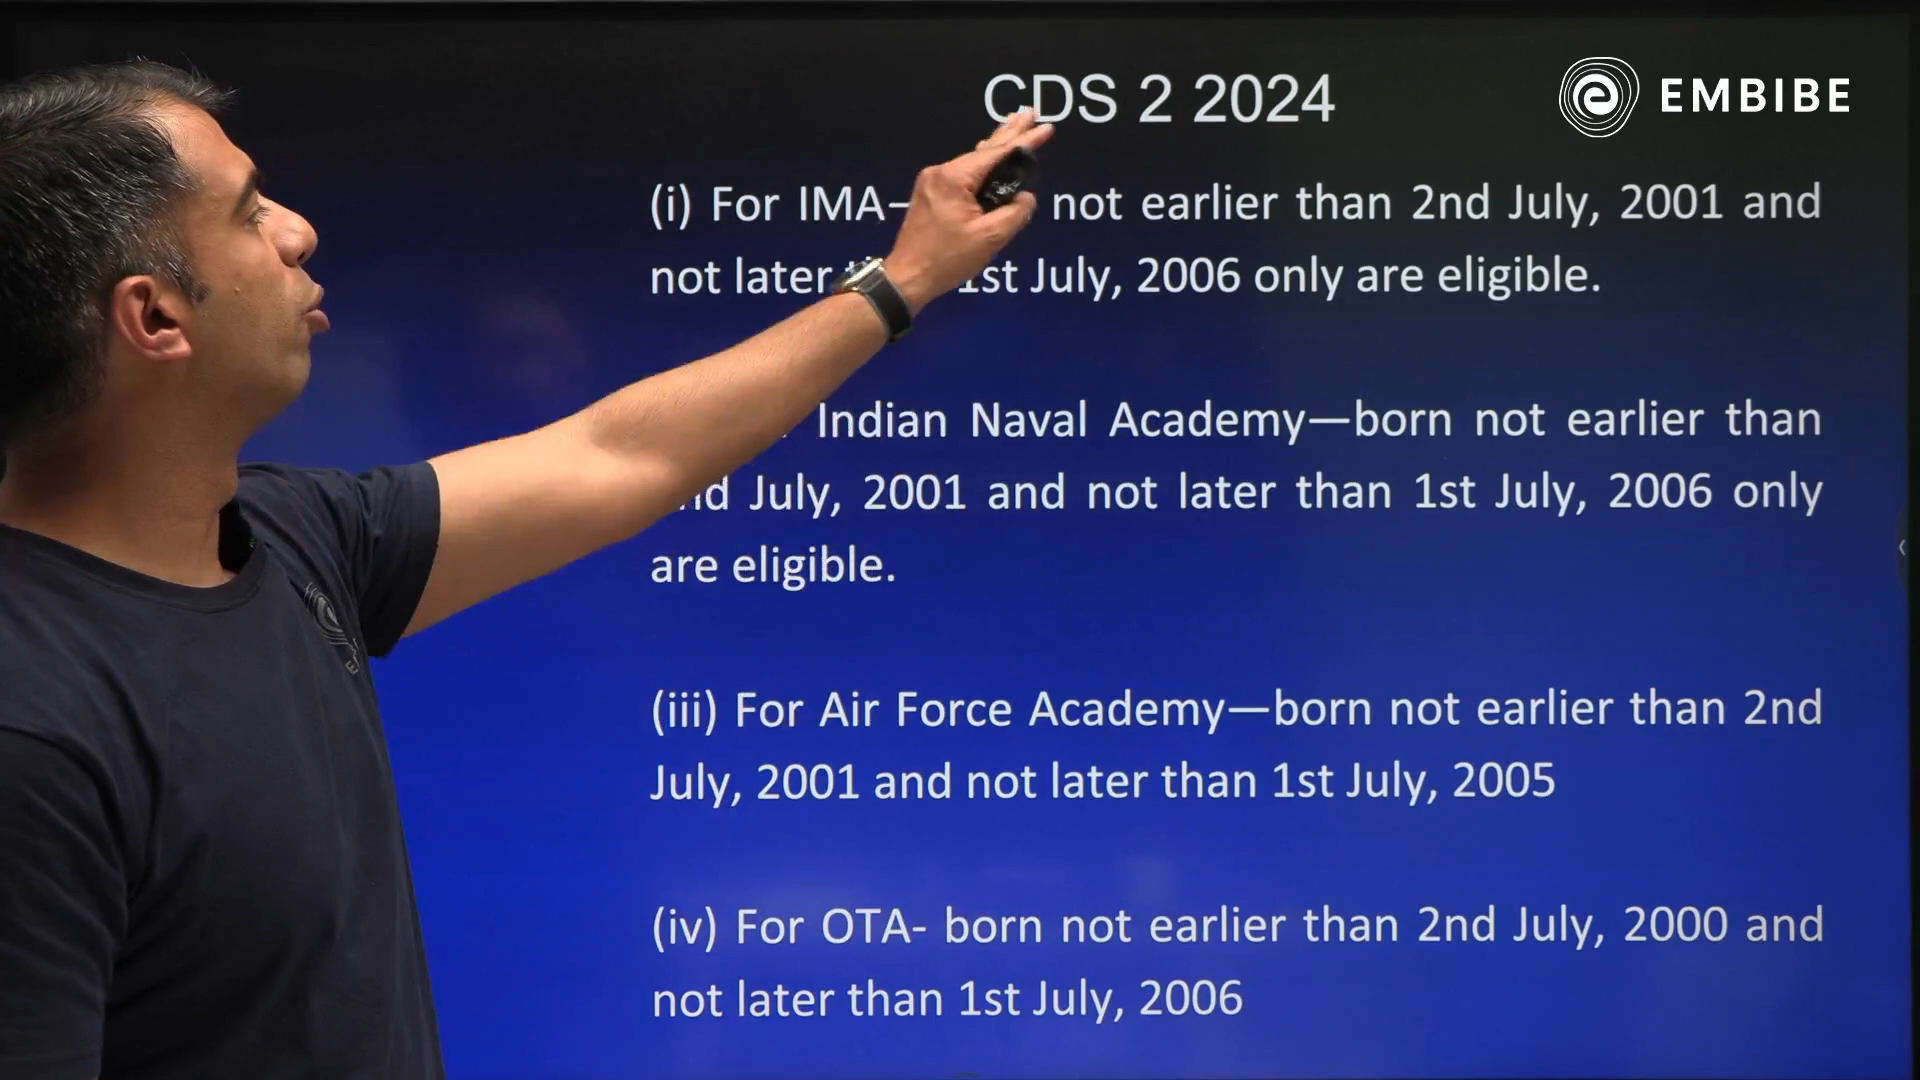 CDS 2 2024
EMBIBE
(i) For IMA– not earlier than 2nd July, 2001 and
not later 1st July, 2006 only are eligible.
Indian Naval Academy—born not earlier than
July, 2001 and not later than 1st July, 2006 only
are eligible.
(iii) For Air Force Academy—born not earlier than 2nd
July, 2001 and not later than 1st July, 2005
(iv) For OTA- born not earlier than 2nd July, 2000 and
not later than 1st July, 2006